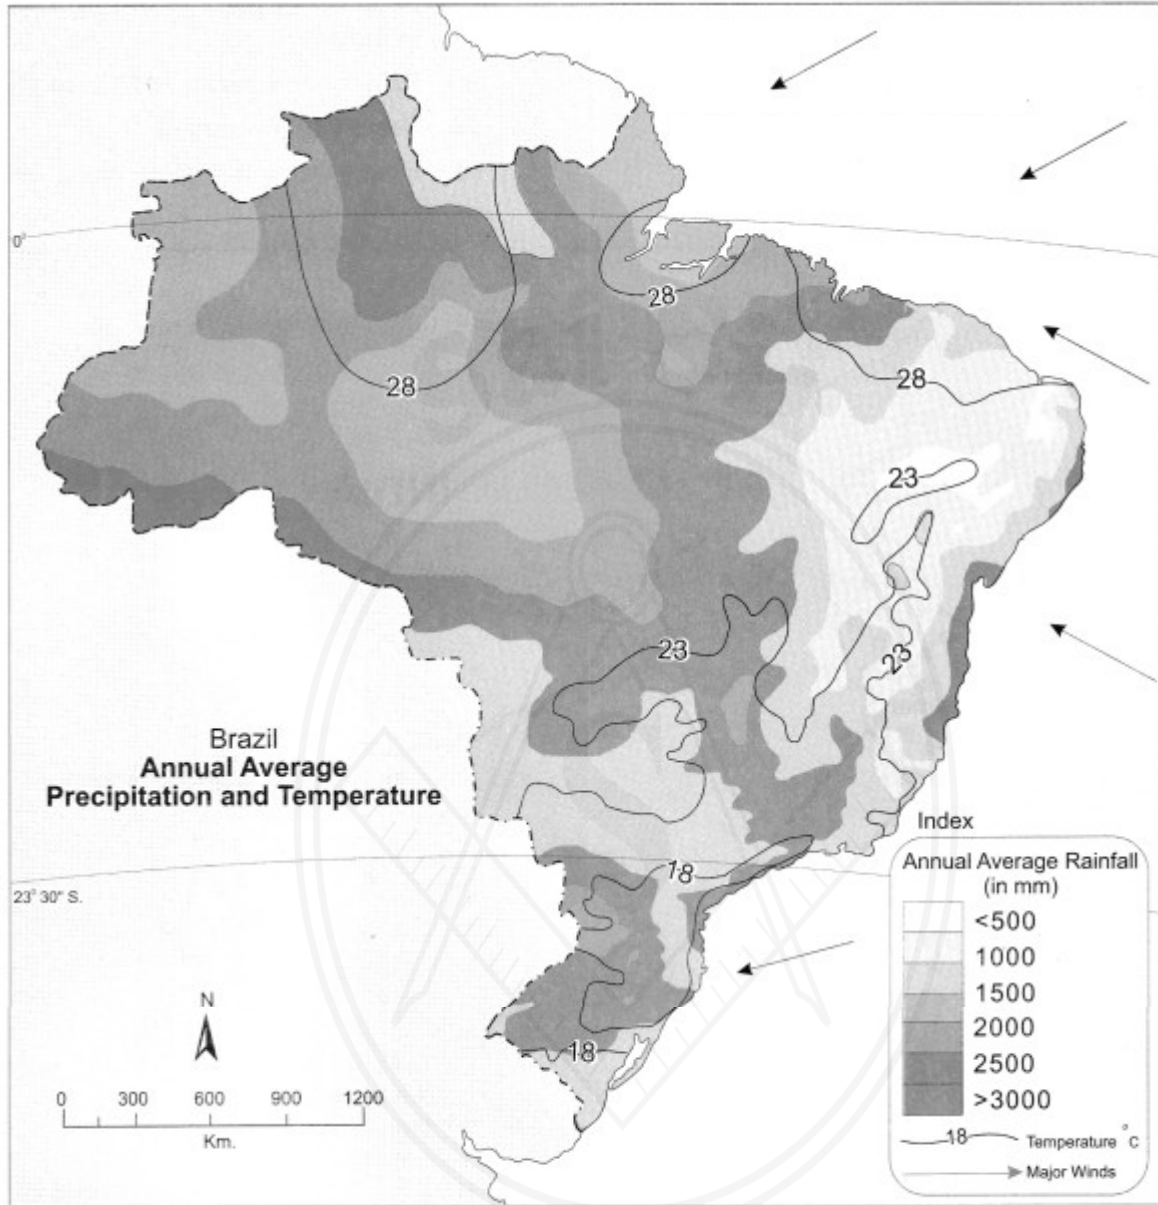 0°
28
28
28
23
23
23
Brazil
Annual Average
Precipitation and Temperature
18
23° 30" S.
18
N
0 300 600 900 1200
Km.
Index
Annual Average Rainfall
(in mm)
<500
1000
1500
2000
2500
>3000
18 Temperature °C
Major Winds